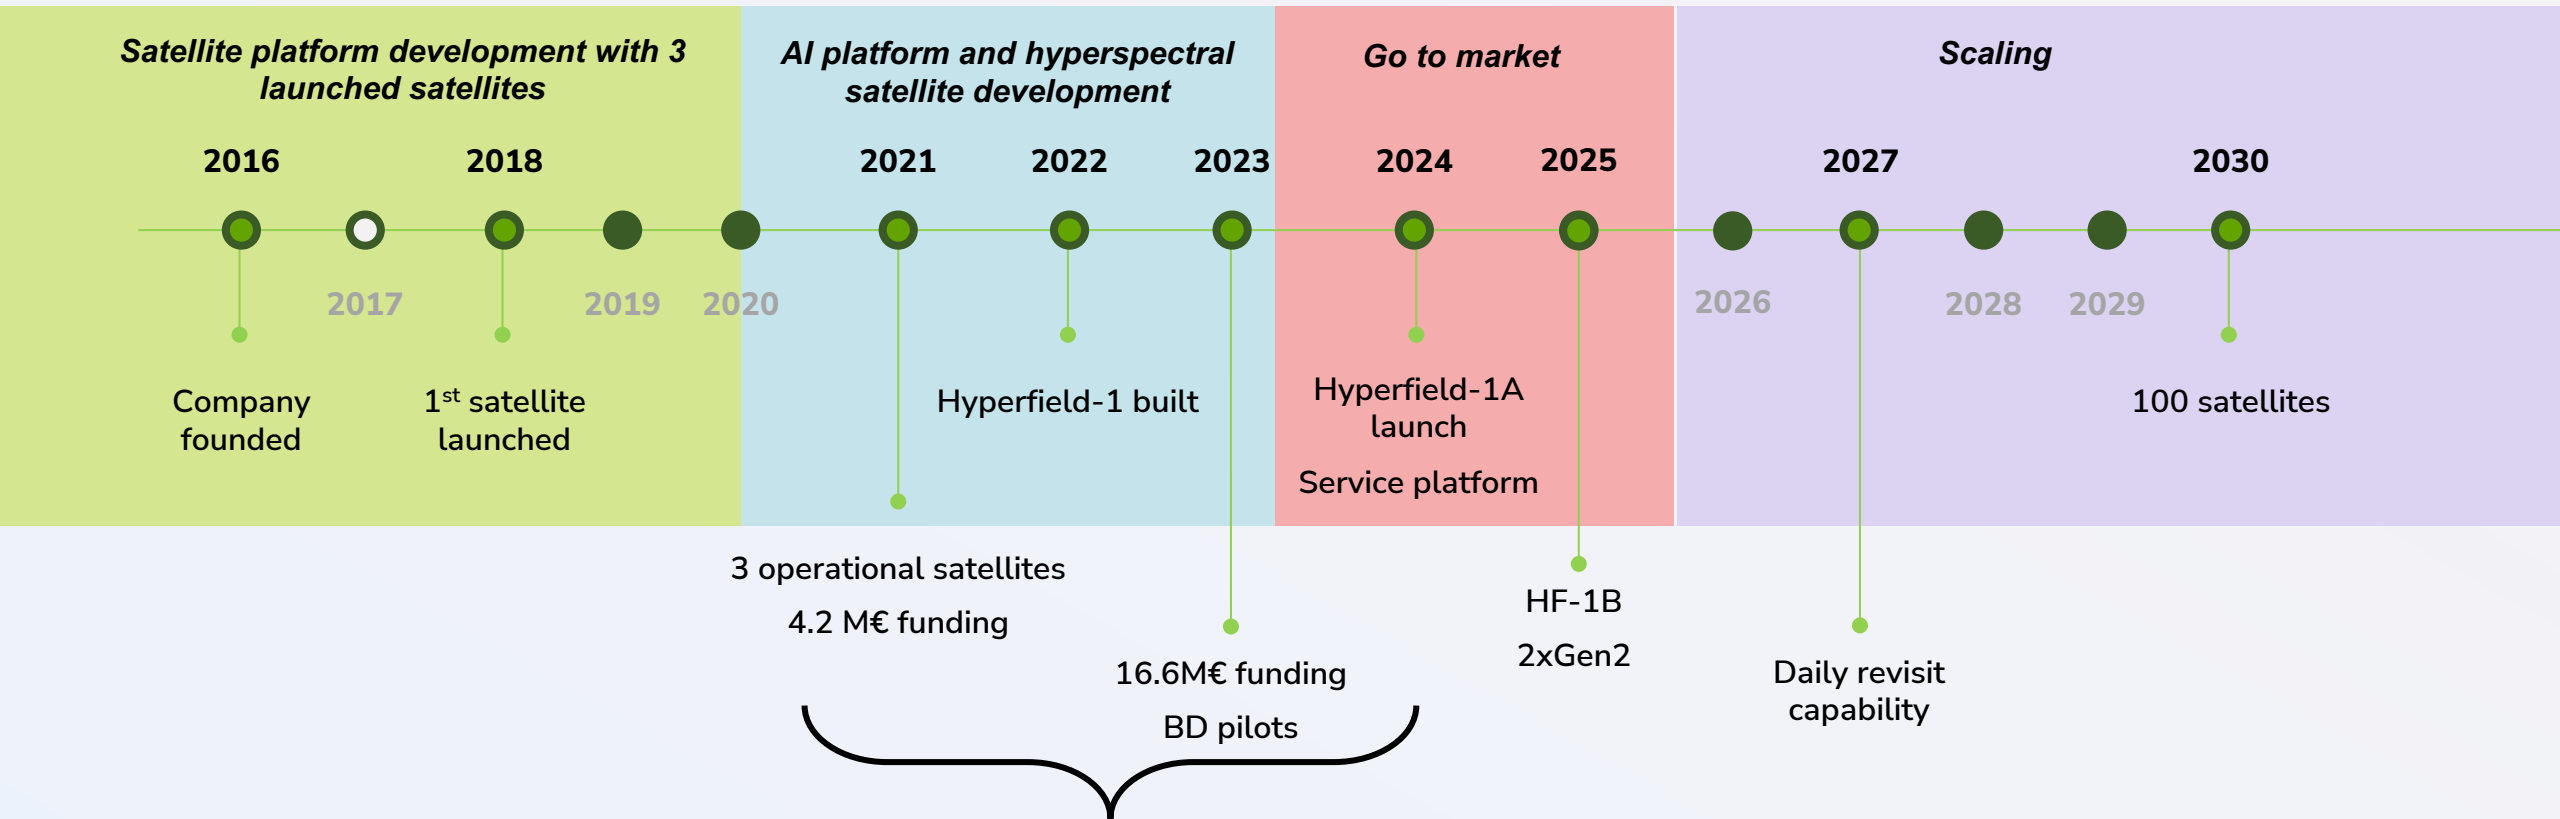 Satellite platform development with 3
launched satellites
AI platform and hyperspectral
satellite development
Go to market
Scaling
2016
2018
2021
2022
2023
2024
2025
2027
2030
2017
2019
2020
2026
2028
2029
Company
founded
1st satellite
launched
Hyperfield-1 built
Hyperfield-1A
launch
Service platform
100 satellites
3 operational satellites
4.2 M€ funding
16.6M€ funding
BD pilots
HF-1B
2xGen2
Daily revisit
capability